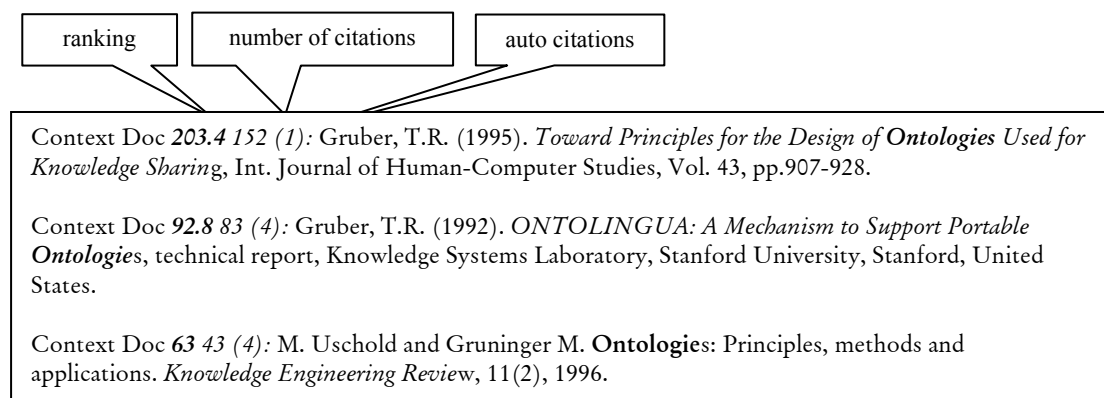 ranking
number of citations
auto citations
Context Doc 203.4 152 (1): Gruber, T.R. (1995). Toward Principles for the Design of Ontologies Used for
Knowledge Sharing, Int. Journal of Human-Computer Studies, Vol. 43, pp.907-928.
Context Doc 92.8 83 (4): Gruber, T.R. (1992). ONTOLINGUA: A Mechanism to Support Portable
Ontologies, technical report, Knowledge Systems Laboratory, Stanford University, Stanford, United
States.
Context Doc 63 43 (4): M. Uschold and Gruninger M. Ontologies: Principles, methods and
applications. Knowledge Engineering Review, 11(2), 1996.